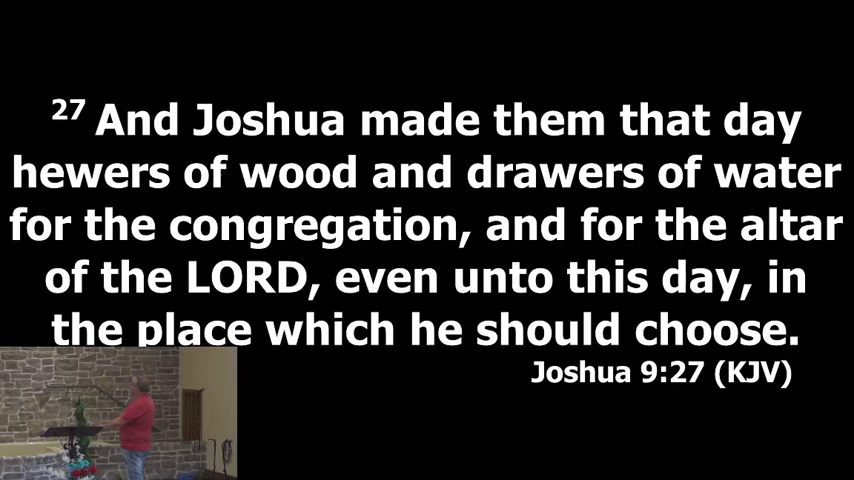 27 And Joshua made them that day
hewers of wood and drawers of water
for the congregation, and for the altar
of the LORD, even unto this day, in
the place which he should choose.
Joshua 9:27 (KJV)